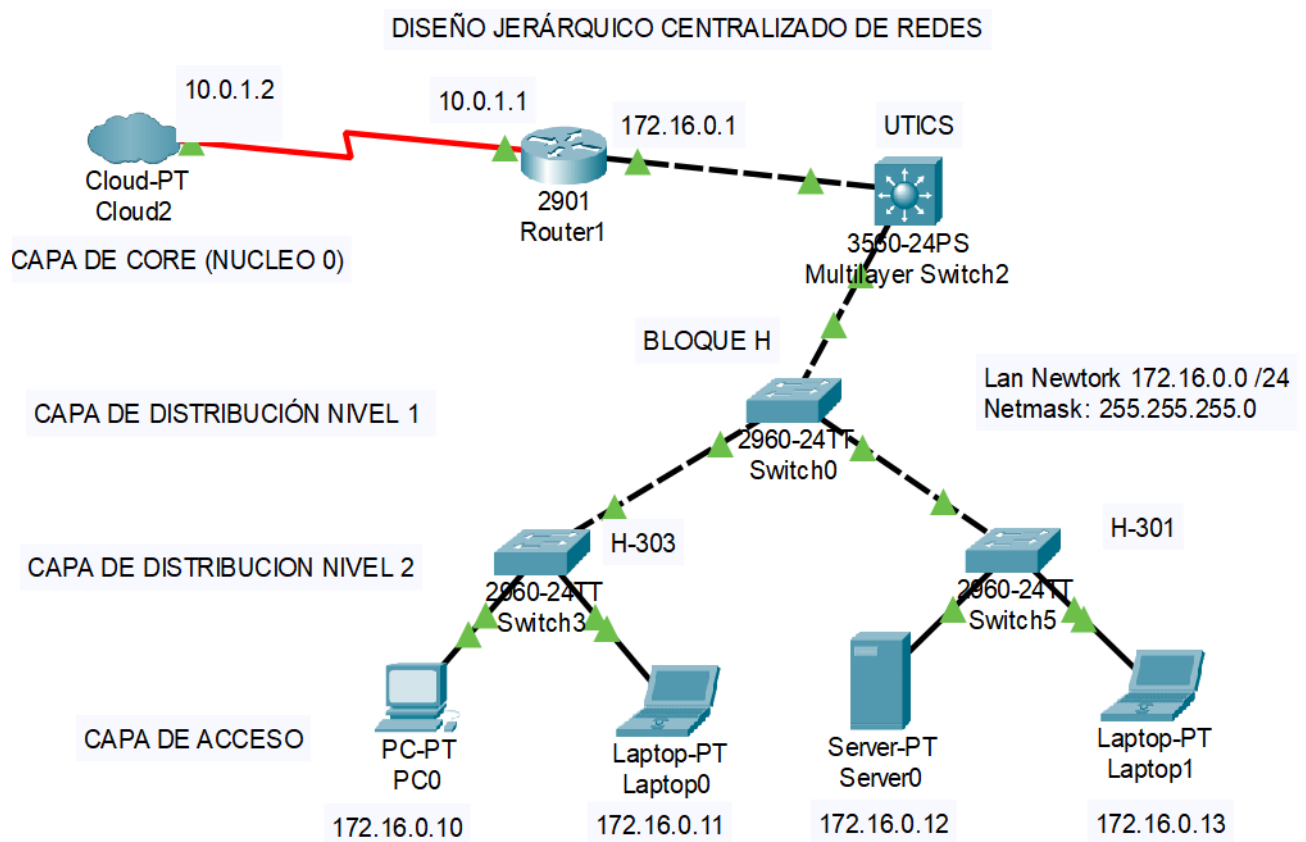 DISEÑO JERÁRQUICO CENTRALIZADO DE REDES
10.0.1.2
10.0.1.1
172.16.0.1
UTICS
Cloud-PT
Cloud2
2901
Router1
3560-24PS
Multilayer Switch2
CAPA DE CORE (NUCLEO 0)
BLOQUE H
Lan Newtork 172.16.0.0 /24
Netmask: 255.255.255.0
CAPA DE DISTRIBUCIÓN NIVEL 1
2960-24TT
Switch0
H-303
H-301
CAPA DE DISTRIBUCION NIVEL 2
2960-24TT
Switch3
2960-24TT
Switch5
CAPA DE ACCESO
PC-PT
PC0
Laptop-PT
Laptop0
Server-PT
Server0
Laptop-PT
Laptop1
172.16.0.10
172.16.0.11
172.16.0.12
172.16.0.13